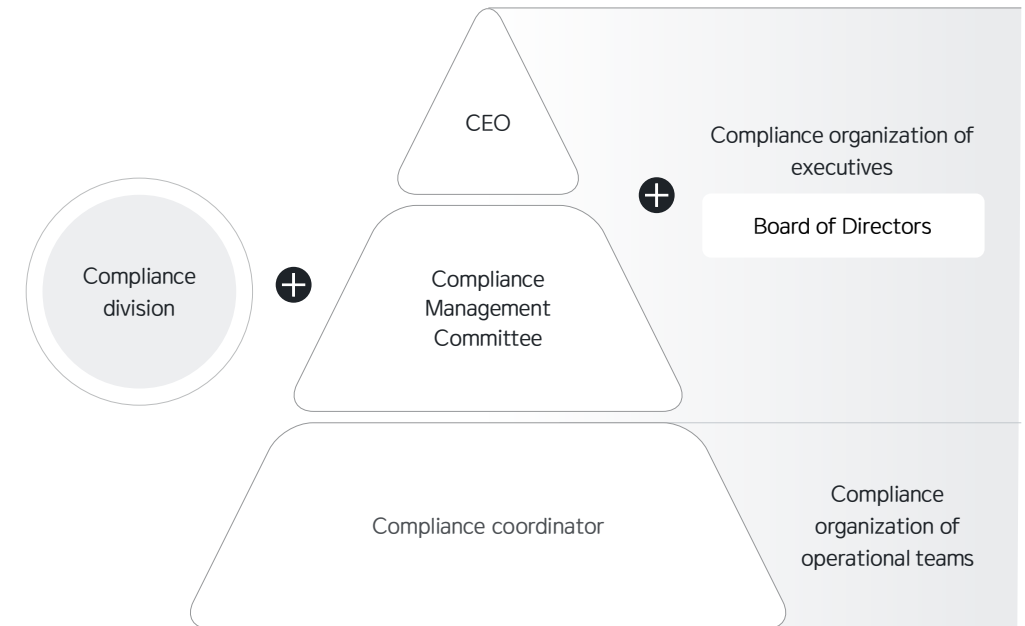 CEO
Compliance organization of
executives
Board of Directors
Compliance
division
Compliance
Management
Committee
Compliance coordinator
Compliance
organization of
operational teams